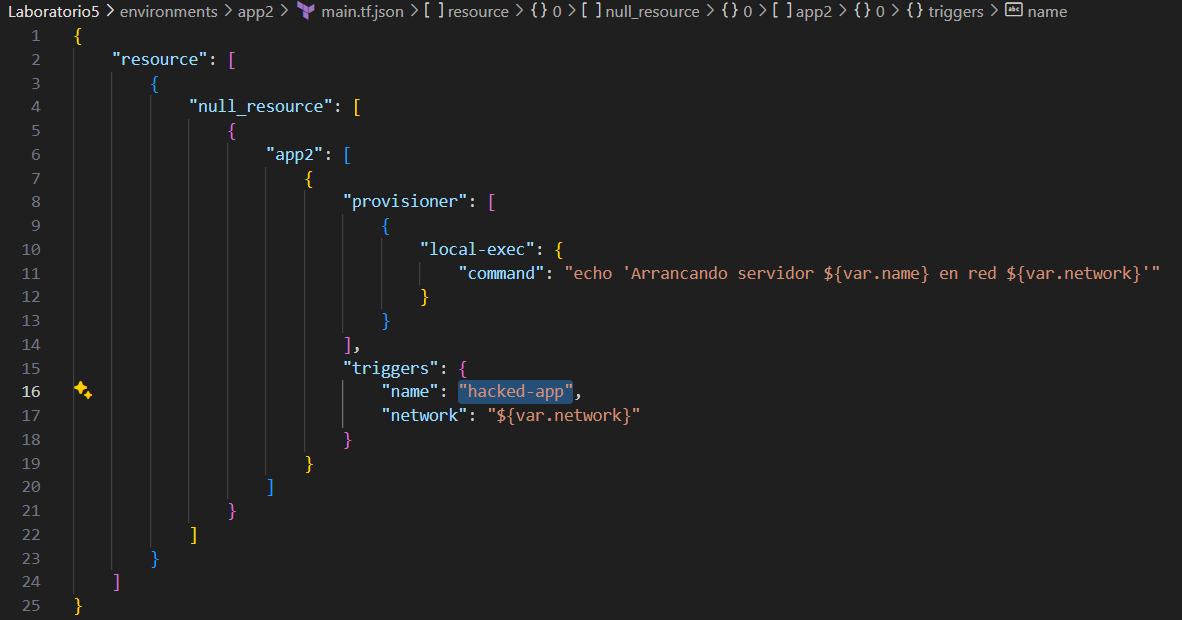 Laboratorio5 > environments > app2 > main.tf.json > [ ] resource > {} 0 > [ ] null_resource > {} 0 > [ ] app2 > {} 0 > {} triggers > abc name
1 {
2     "resource": [
3         {
4             "null_resource": [
5                 {
6                     "app2": [
7                         {
8                             "provisioner": [
9                                 {
10                                     "local-exec": {
11                                         "command": "echo 'Arrancando servidor ${var.name} en red ${var.network}'"
12                                     }
13                                 }
14                             ],
15                             "triggers": {
16                                 "name": "hacked-app",
17                                 "network": "${var.network}"
18                             }
19                         }
20                     ]
21                 }
22             ]
23         }
24     ]
25 }